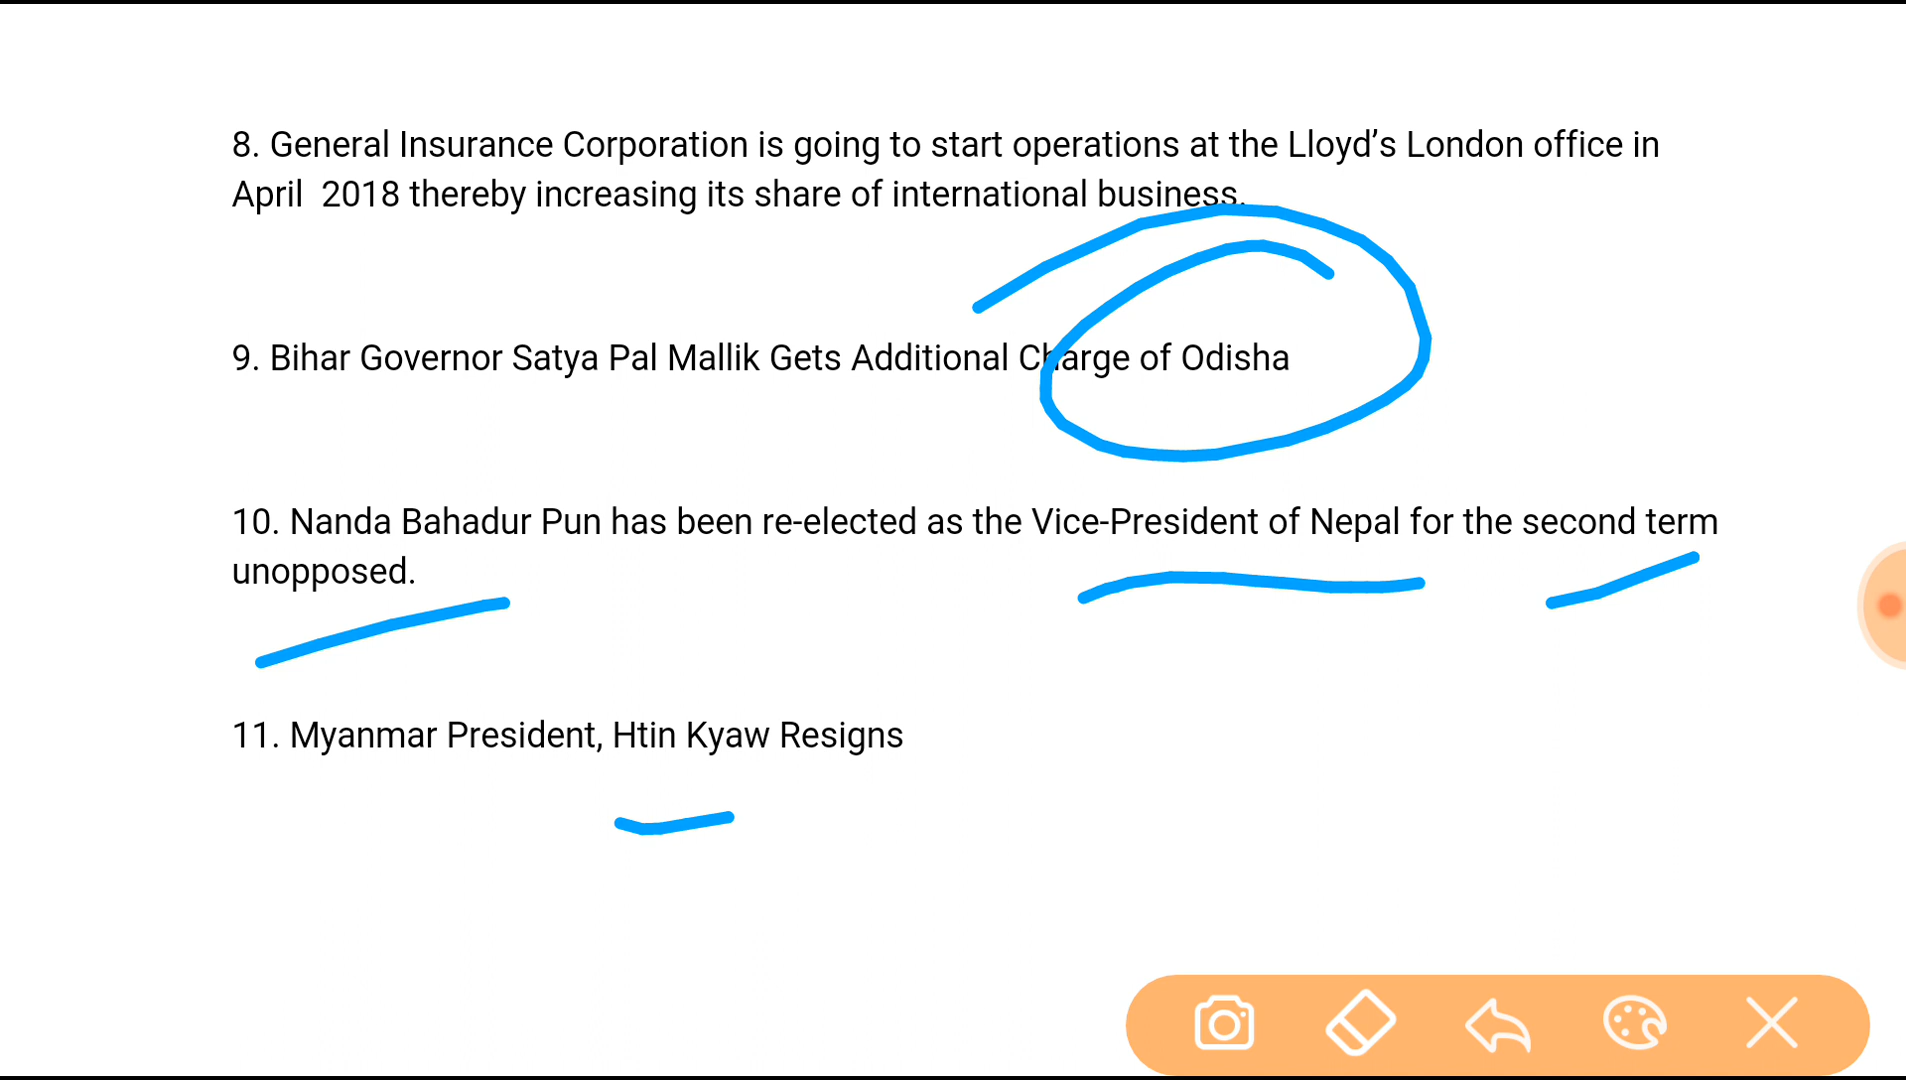 8. General Insurance Corporation is going to start operations at the Lloyd’s London office in
April  2018 thereby increasing its share of international business.
9. Bihar Governor Satya Pal Mallik Gets Additional Charge of Odisha
10. Nanda Bahadur Pun has been re-elected as the Vice-President of Nepal for the second term
unopposed.
11. Myanmar President, Htin Kyaw Resigns